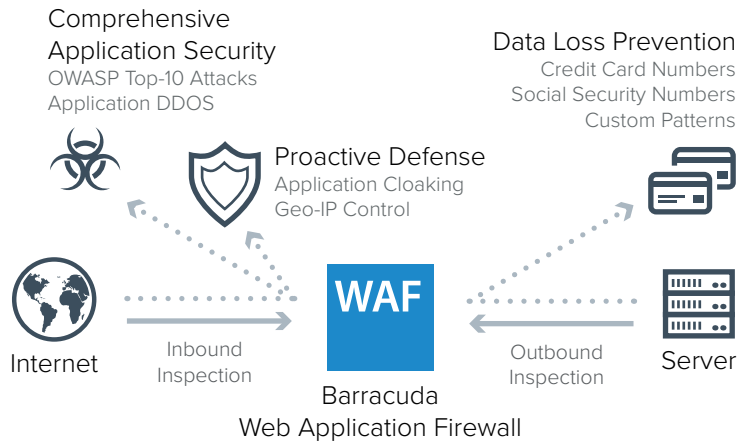 Comprehensive
Application Security
OWASP Top-10 Attacks
Application DDOS
Data Loss Prevention
Credit Card Numbers
Social Security Numbers
Custom Patterns
Proactive Defense
Application Cloaking
Geo-IP Control
WAF
Internet
Inbound
Inspection
Outbound
Inspection
Server
Barracuda
Web Application Firewall